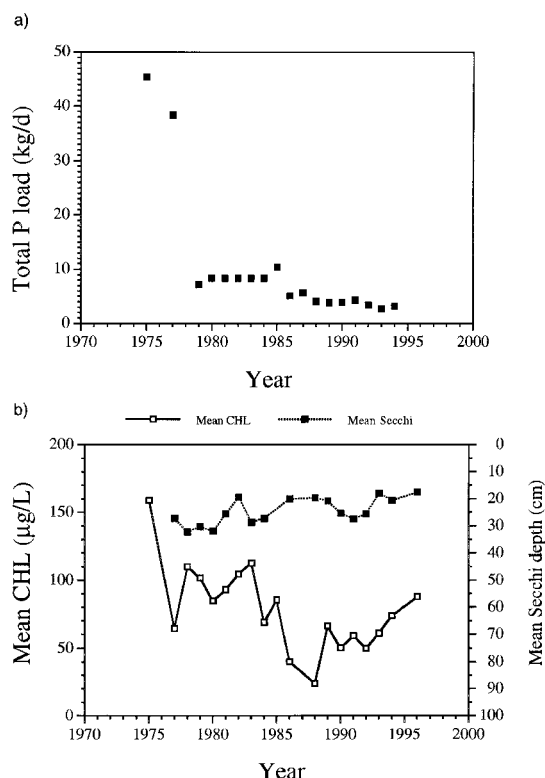 a)
Total P load (kg/d)
50
40
30
20
10
0
1970 1975 1980 1985 1990 1995 2000
Year
b)
Mean CHL Mean Secchi
Mean CHL (µg/L)
200
150
100
50
0
0
10
20
30
40
50
60
70
80
90
100
Mean Secchi depth (cm)
1970 1975 1980 1985 1990 1995 2000
Year